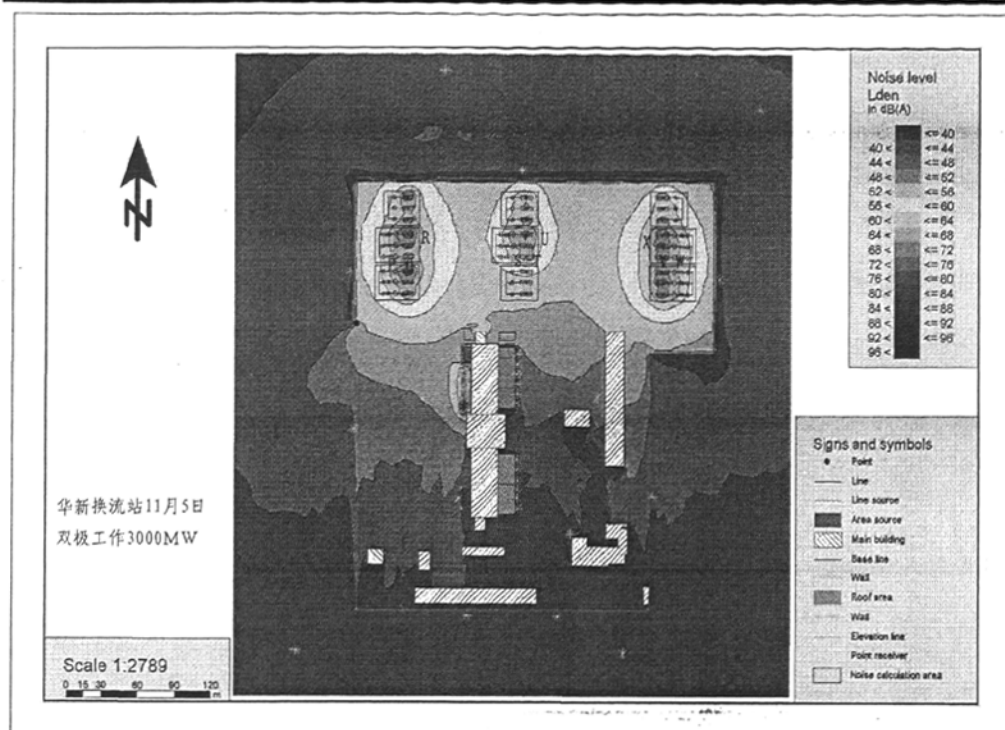 Noise level
Lden
in dB(A)
<= 40
40 < <= 44
44 < <= 48
48 < <= 52
52 < <= 56
56 < <= 60
60 < <= 64
64 < <= 68
68 < <= 72
72 < <= 76
76 < <= 80
80 < <= 84
84 < <= 88
88 < <= 92
92 < <= 96
96 <
N
R
U
S
X
W
华新换流站11月5日
双极工作3000MW
Signs and symbols
Point
Line
Line source
Area source
Main building
Base line
Wall
Roof area
Wall
Elevation line
Point receiver
Noise calculation area
Scale 1:2789
0 15 30 60 90 120
m